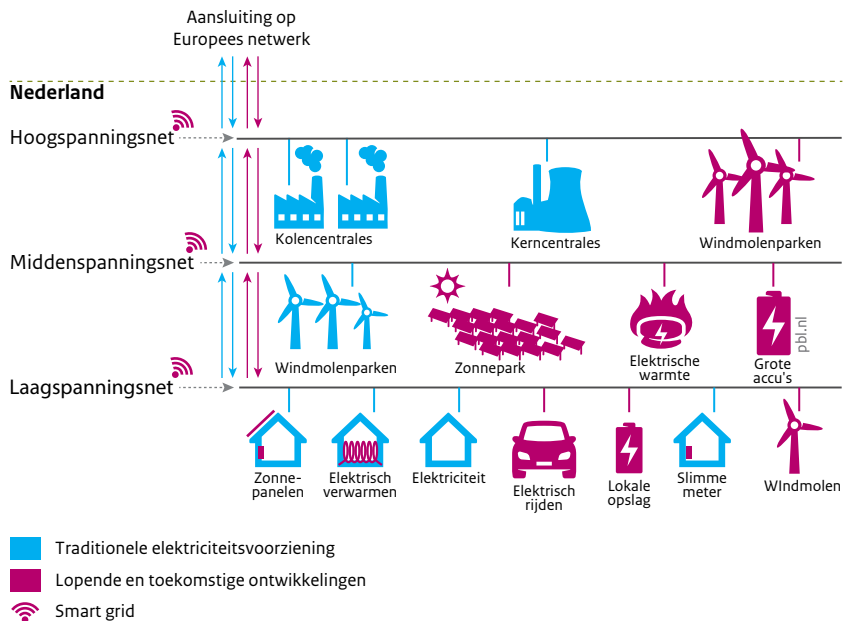 Aansluiting op
Europees netwerk
Nederland
Hoogspanningsnet
Kolencentrales
Kerncentrales
Windmolenparken
Middenspanningsnet
Windmolenparken
Zonnepark
Elektrische
warmte
Grote
accu's
pbl.nl
Laagspanningsnet
Zonne-
panelen
Elektrisch
verwarmen
Elektriciteit
Elektrisch
rijden
Lokale
opslag
Slimme
meter
WIndmolen
Traditionele elektriciteitsvoorziening
Lopende en toekomstige ontwikkelingen
Smart grid